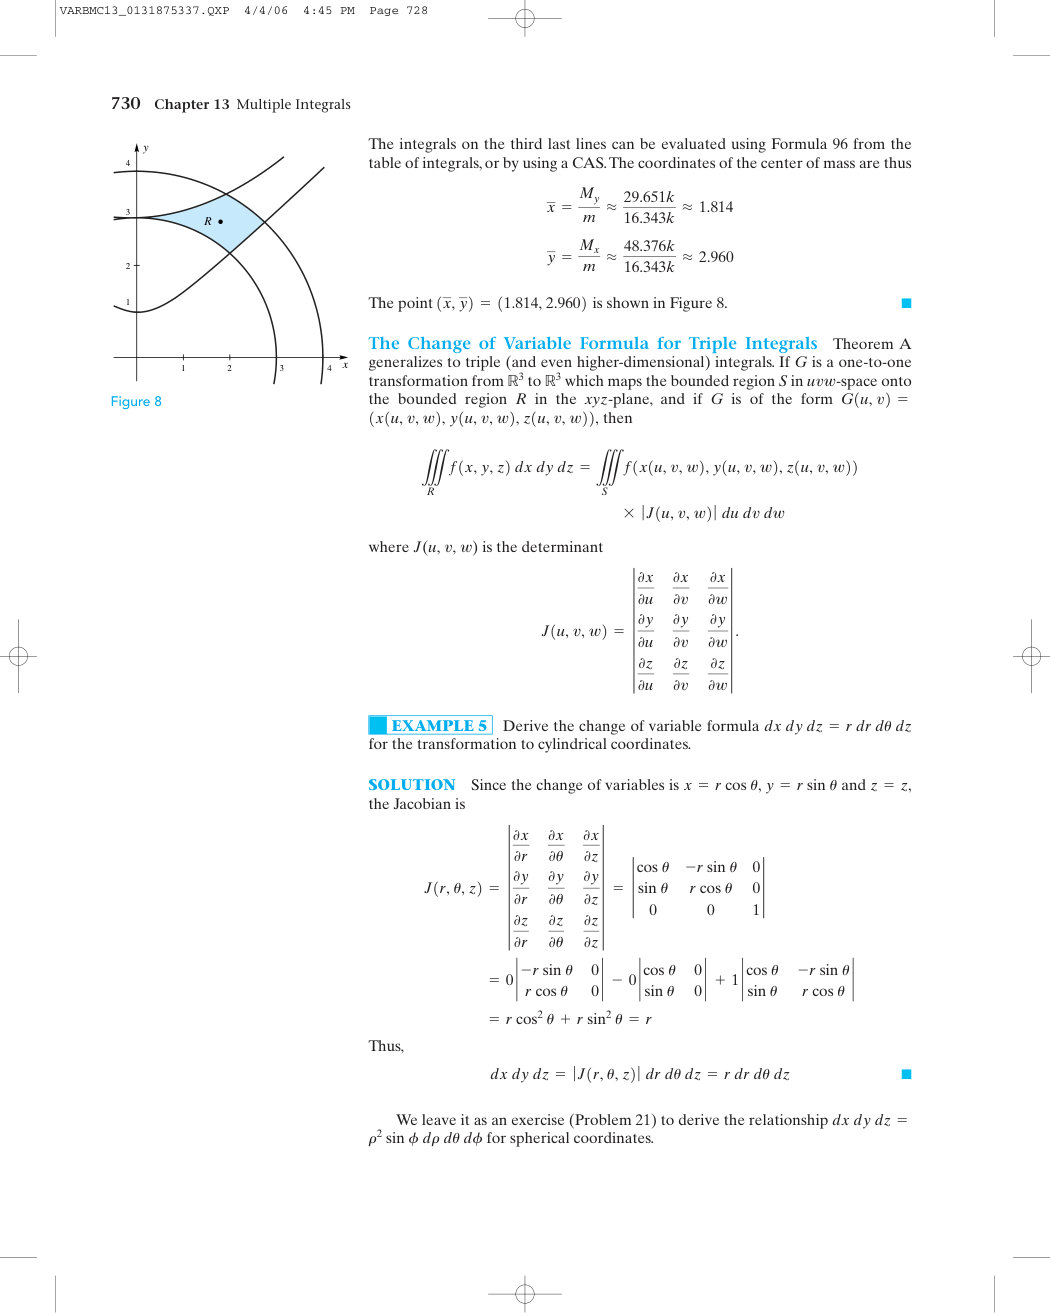 VARBMC13_0131875337.QXP 4/4/06 4:45 PM Page 728
730 Chapter 13 Multiple Integrals
y
4
3
R
2
1
1 2 3 4 x
Figure 8
The integrals on the third last lines can be evaluated using Formula 96 from the
table of integrals, or by using a CAS. The coordinates of the center of mass are thus
x̅ = M_y/m ≈ 29.651k/16.343k ≈ 1.814
y̅ = M_x/m ≈ 48.376k/16.343k ≈ 2.960
The point (x̅, y̅) = (1.814, 2.960) is shown in Figure 8.
The Change of Variable Formula for Triple Integrals Theorem A
generalizes to triple (and even higher-dimensional) integrals. If G is a one-to-one
transformation from ℝ³ to ℝ³ which maps the bounded region S in uvw-space onto
the bounded region R in the xyz-plane, and if G is of the form G(u, v) =
(x(u, v, w), y(u, v, w), z(u, v, w)), then
∭_R f(x, y, z) dx dy dz = ∭_S f(x(u, v, w), y(u, v, w), z(u, v, w))
× |J(u, v, w)| du dv dw
where J(u, v, w) is the determinant
J(u, v, w) = | ∂x/∂u ∂x/∂v ∂x/∂w |
| ∂y/∂u ∂y/∂v ∂y/∂w |
| ∂z/∂u ∂z/∂v ∂z/∂w | .
EXAMPLE 5 Derive the change of variable formula dx dy dz = r dr dθ dz
for the transformation to cylindrical coordinates.
SOLUTION Since the change of variables is x = r cos θ, y = r sin θ and z = z,
the Jacobian is
J(r, θ, z) = | ∂x/∂r ∂x/∂θ ∂x/∂z | = | cos θ −r sin θ 0 |
| ∂y/∂r ∂y/∂θ ∂y/∂z | | sin θ r cos θ 0 |
| ∂z/∂r ∂z/∂θ ∂z/∂z | | 0 0 1 |
= 0 | −r sin θ 0 | − 0 | cos θ 0 | + 1 | cos θ −r sin θ |
| r cos θ 0 | | sin θ 0 | | sin θ r cos θ |
= r cos² θ + r sin² θ = r
Thus,
dx dy dz = |J(r, θ, z)| dr dθ dz = r dr dθ dz
We leave it as an exercise (Problem 21) to derive the relationship dx dy dz =
ρ² sin ϕ dρ dθ dϕ for spherical coordinates.